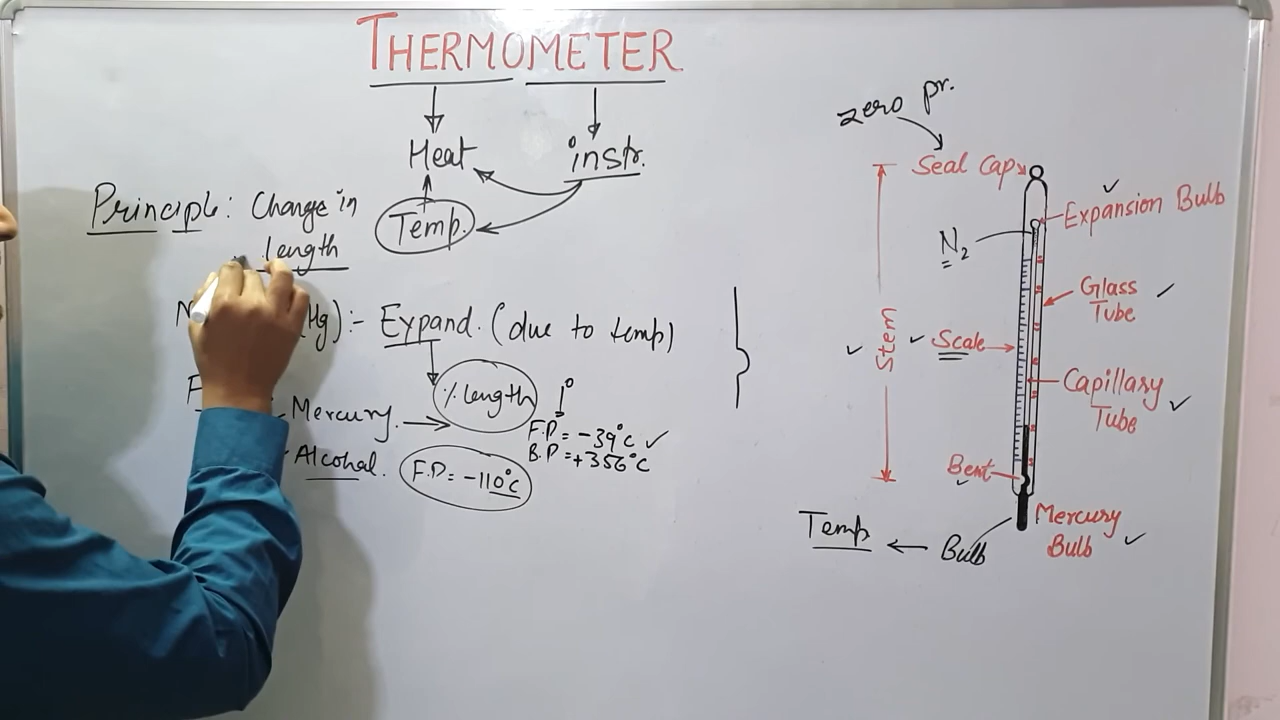 THERMOMETER
Heat
instr.
Temp.
Principle: Change in
length
(Hg):- Expand. (due to temp)
% length
Mercury.
F.P = -39°C ✓
B.P = +356°C
Alcohal.
F.P = -110°C
zero pr.
Seal Cap
Expansion Bulb
N₂
Glass
Tube
Stem
Scale
Capillary
Tube
Bent
Mercury
Bulb
Bulb
Temp